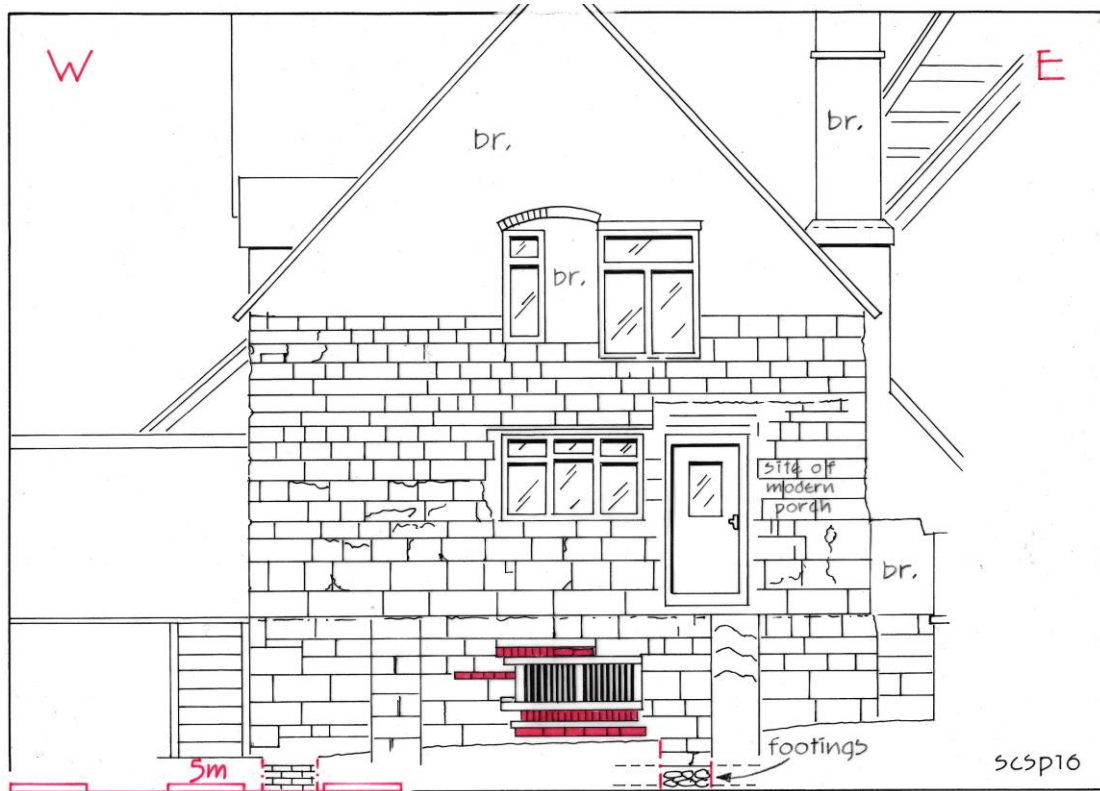 W
E
br.
br.
br.
site of
modern
porch
br.
5m
footings
scsp16